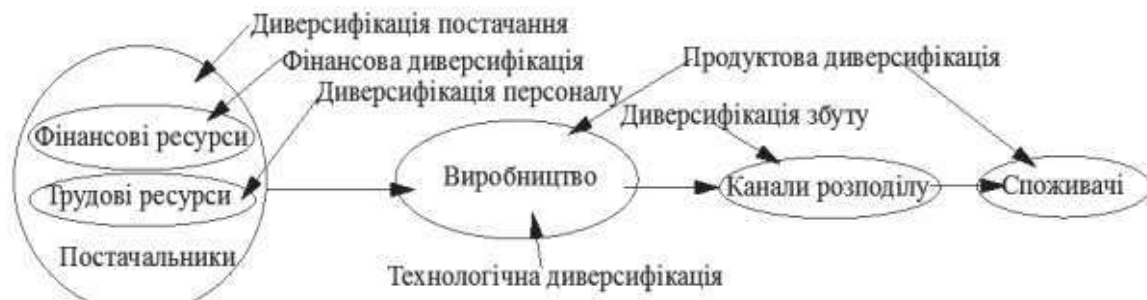 Диверсифікація постачання
Фінансова диверсифікація
Продуктова диверсифікація
Диверсифікація персоналу
Диверсифікація збуту
Фінансові ресурси
Виробництво
Канали розподілу
Споживачі
Трудові ресурси
Постачальники
Технологічна диверсифікація